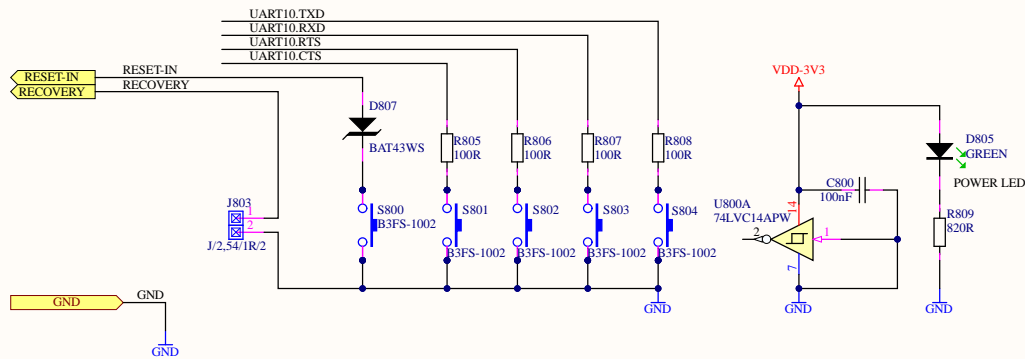 UART10.TXD
UART10.RXD
UART10.RTS
UART10.CTS
RESET-IN
RESET-IN
RECOVERY
RECOVERY
VDD-3V3
D807
BAT43WS
R805
100R
R806
100R
R807
100R
R808
100R
D805
GREEN
POWER LED
C800
100nF
U800A
74LVC14APW
14
2
1
7
R809
820R
J803
1
2
J/2,54/1R/2
S800
B3FS-1002
S801
B3FS-1002
S802
B3FS-1002
S803
B3FS-1002
S804
B3FS-1002
GND
GND
GND
GND
GND
GND